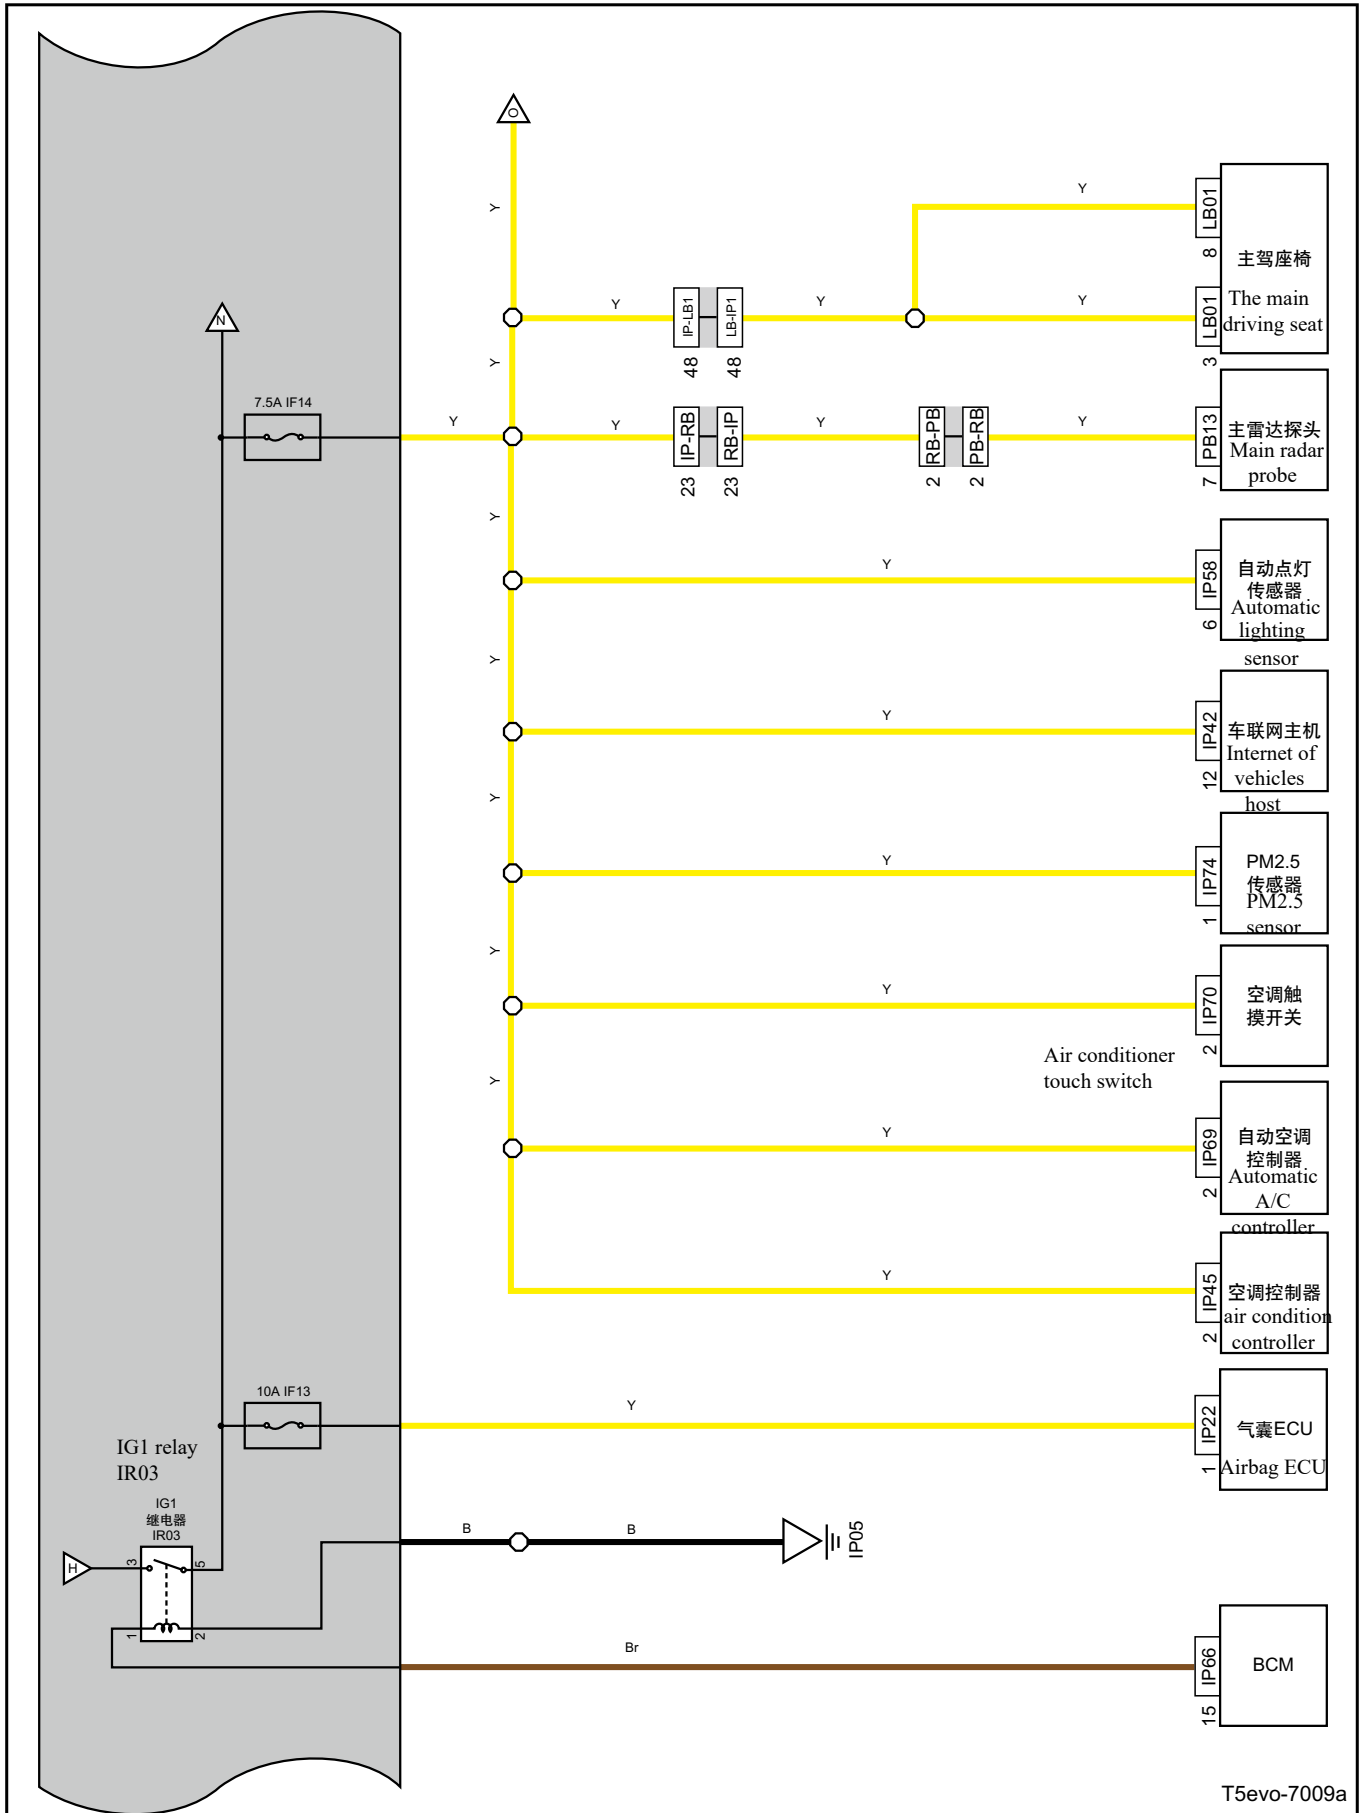 O
Y
Y
LB01
8
主驾座椅
The main
driving seat
Y
IP-LB1
LB-IP1
48
48
Y
Y
LB01
3
N
Y
7.5A IF14
Y
Y
IP-RB
RB-IP
23
23
Y
RB-PB
PB-RB
2
2
Y
PB13
7
主雷达探头
Main radar
probe
Y
Y
IP58
6
自动点灯
传感器
Automatic
lighting
sensor
Y
Y
IP42
12
车联网主机
Internet of
vehicles
host
Y
Y
IP74
1
PM2.5
传感器
PM2.5
sensor
Y
Y
IP70
2
空调触
摸开关
Air conditioner
touch switch
Y
Y
IP69
2
自动空调
控制器
Automatic
A/C
controller
Y
IP45
2
空调控制器
air condition
controller
10A IF13
Y
IP22
1
气囊ECU
Airbag ECU
IG1 relay
IR03
IG1
继电器
IR03
H
3
5
1
2
B
B
IP05
Br
IP66
15
BCM
T5evo-7009a